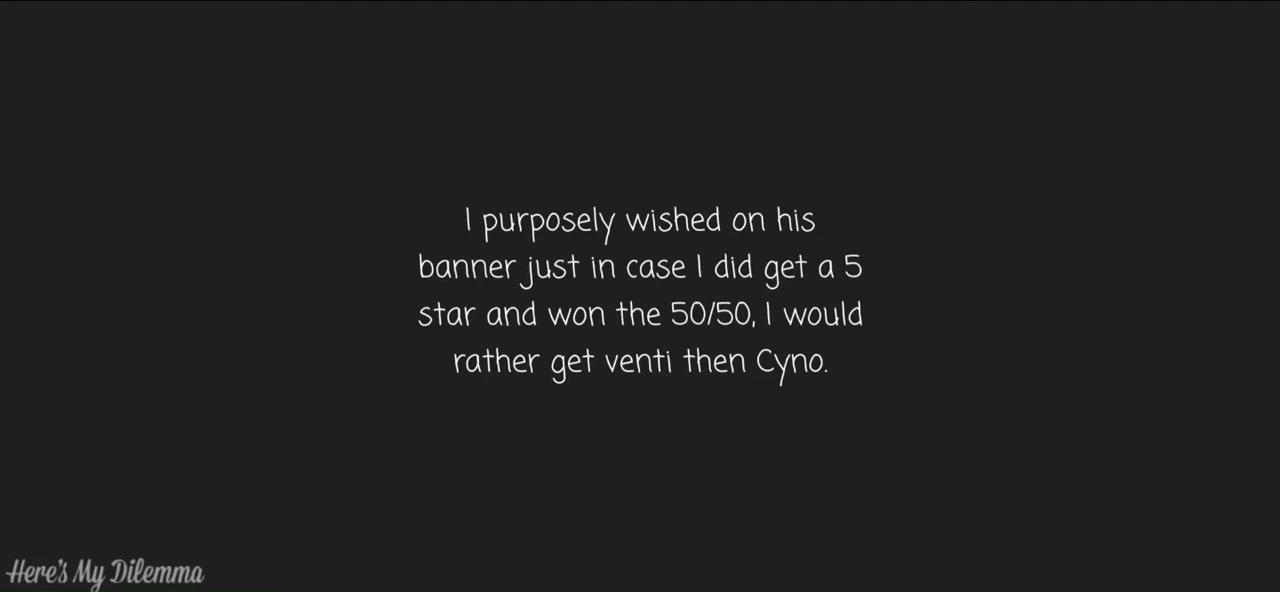 I purposely wished on his
banner just in case I did get a 5
star and won the 50/50, I would
rather get venti then Cyno.
Here's My Dilemma